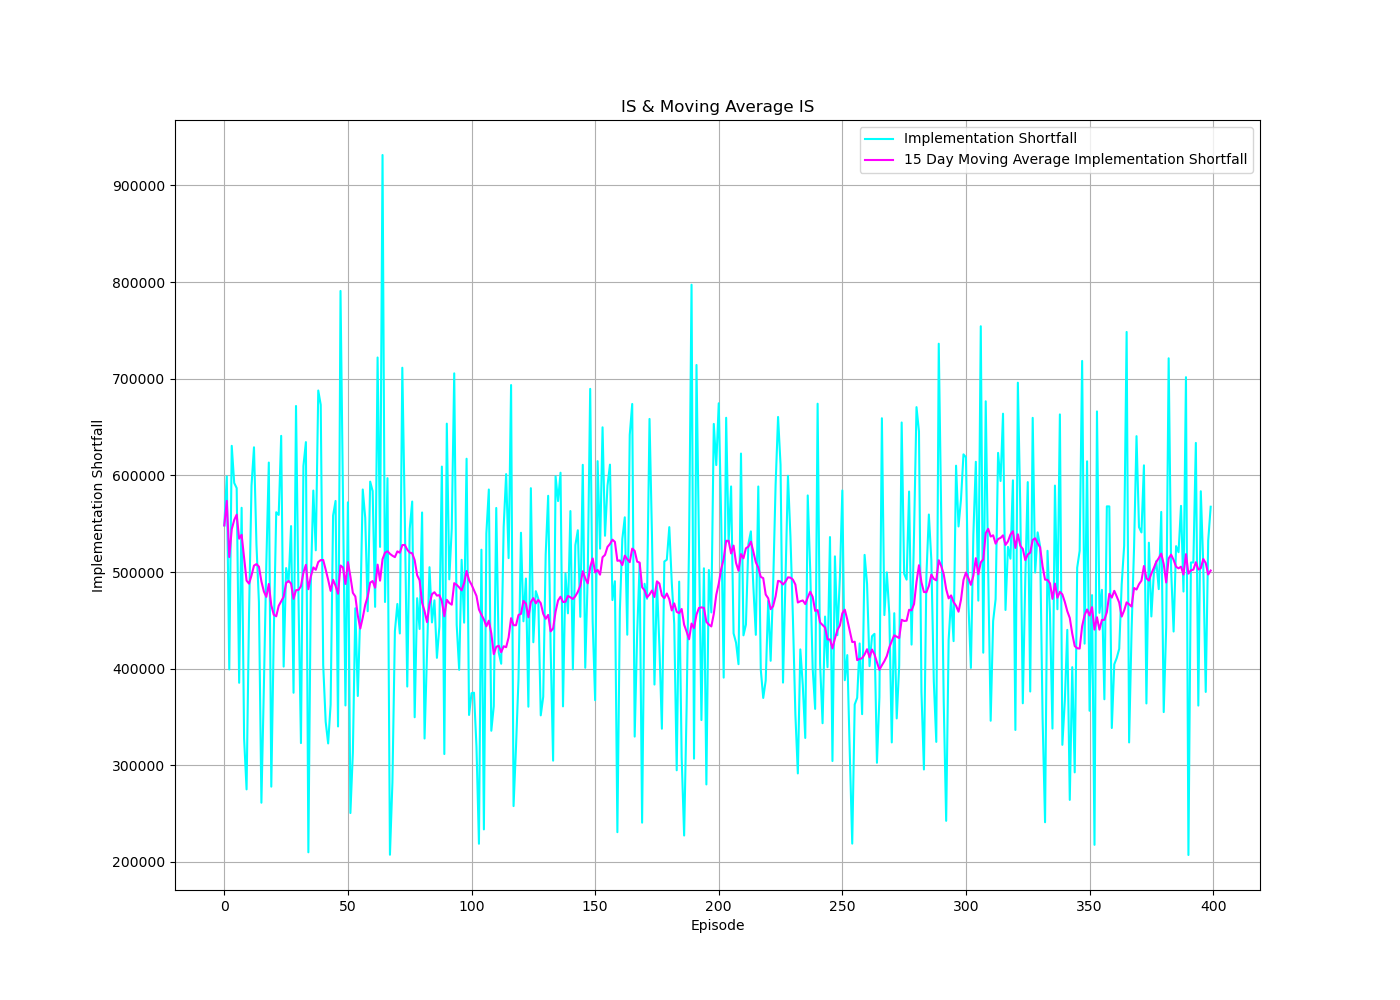 IS & Moving Average IS
Implementation Shortfall
15 Day Moving Average Implementation Shortfall
Implementation Shortfall
900000
800000
700000
600000
500000
400000
300000
200000
0 50 100 150 200 250 300 350 400
Episode